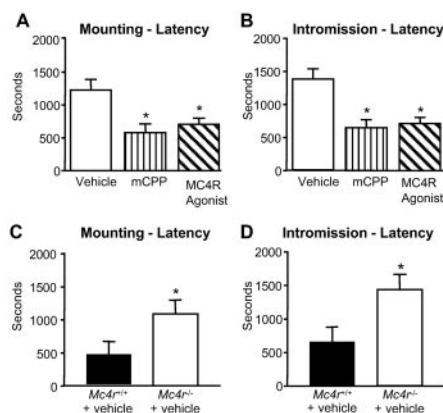 A Mounting - Latency
Seconds
2000
1500
1000
500
0
* *
Vehicle mCPP MC4R
Agonist
B Intromission - Latency
Seconds
2000
1500
1000
500
0
* *
Vehicle mCPP MC4R
Agonist
C Mounting - Latency
Seconds
2000
1500
1000
500
0
*
Mc4r+/+ Mc4r-/-
+ vehicle + vehicle
D Intromission - Latency
Seconds
2000
1500
1000
500
0
*
Mc4r+/+ Mc4r-/-
+ vehicle + vehicle